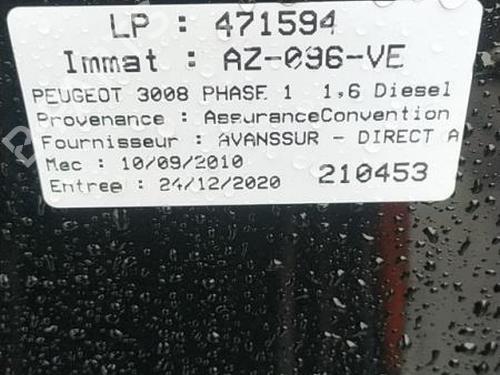 LP : 471594
Immat : AZ-096-VE
PEUGEOT 3008 PHASE 1 1,6 Diesel
Provenance : AssuranceConvention
Fournisseur : AVANSSUR - DIRECT A
Mec : 10/09/2010
Entree : 24/12/2020 210453